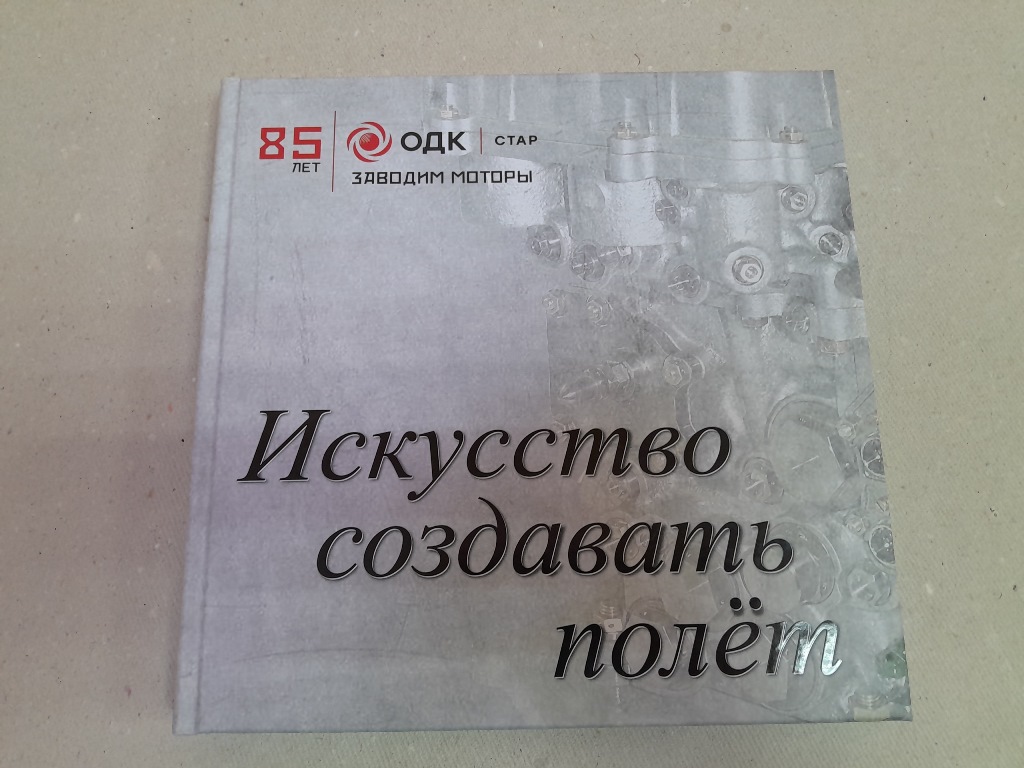 85 ЛЕТ
ОДК | СТАР
ЗАВОДИМ МОТОРЫ
Искусство
создавать
полёт